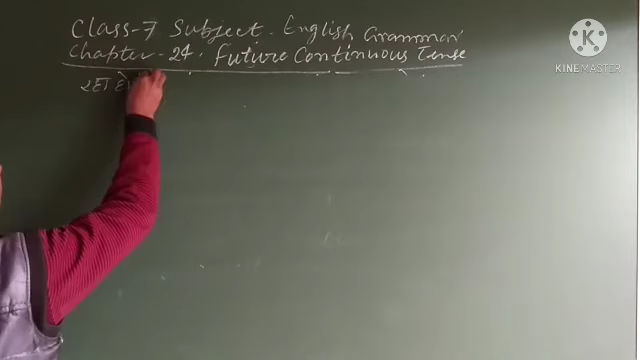 Class-7 Subject. English Grammar
Chapter-24. Future Continuous Tense
KINEMASTER